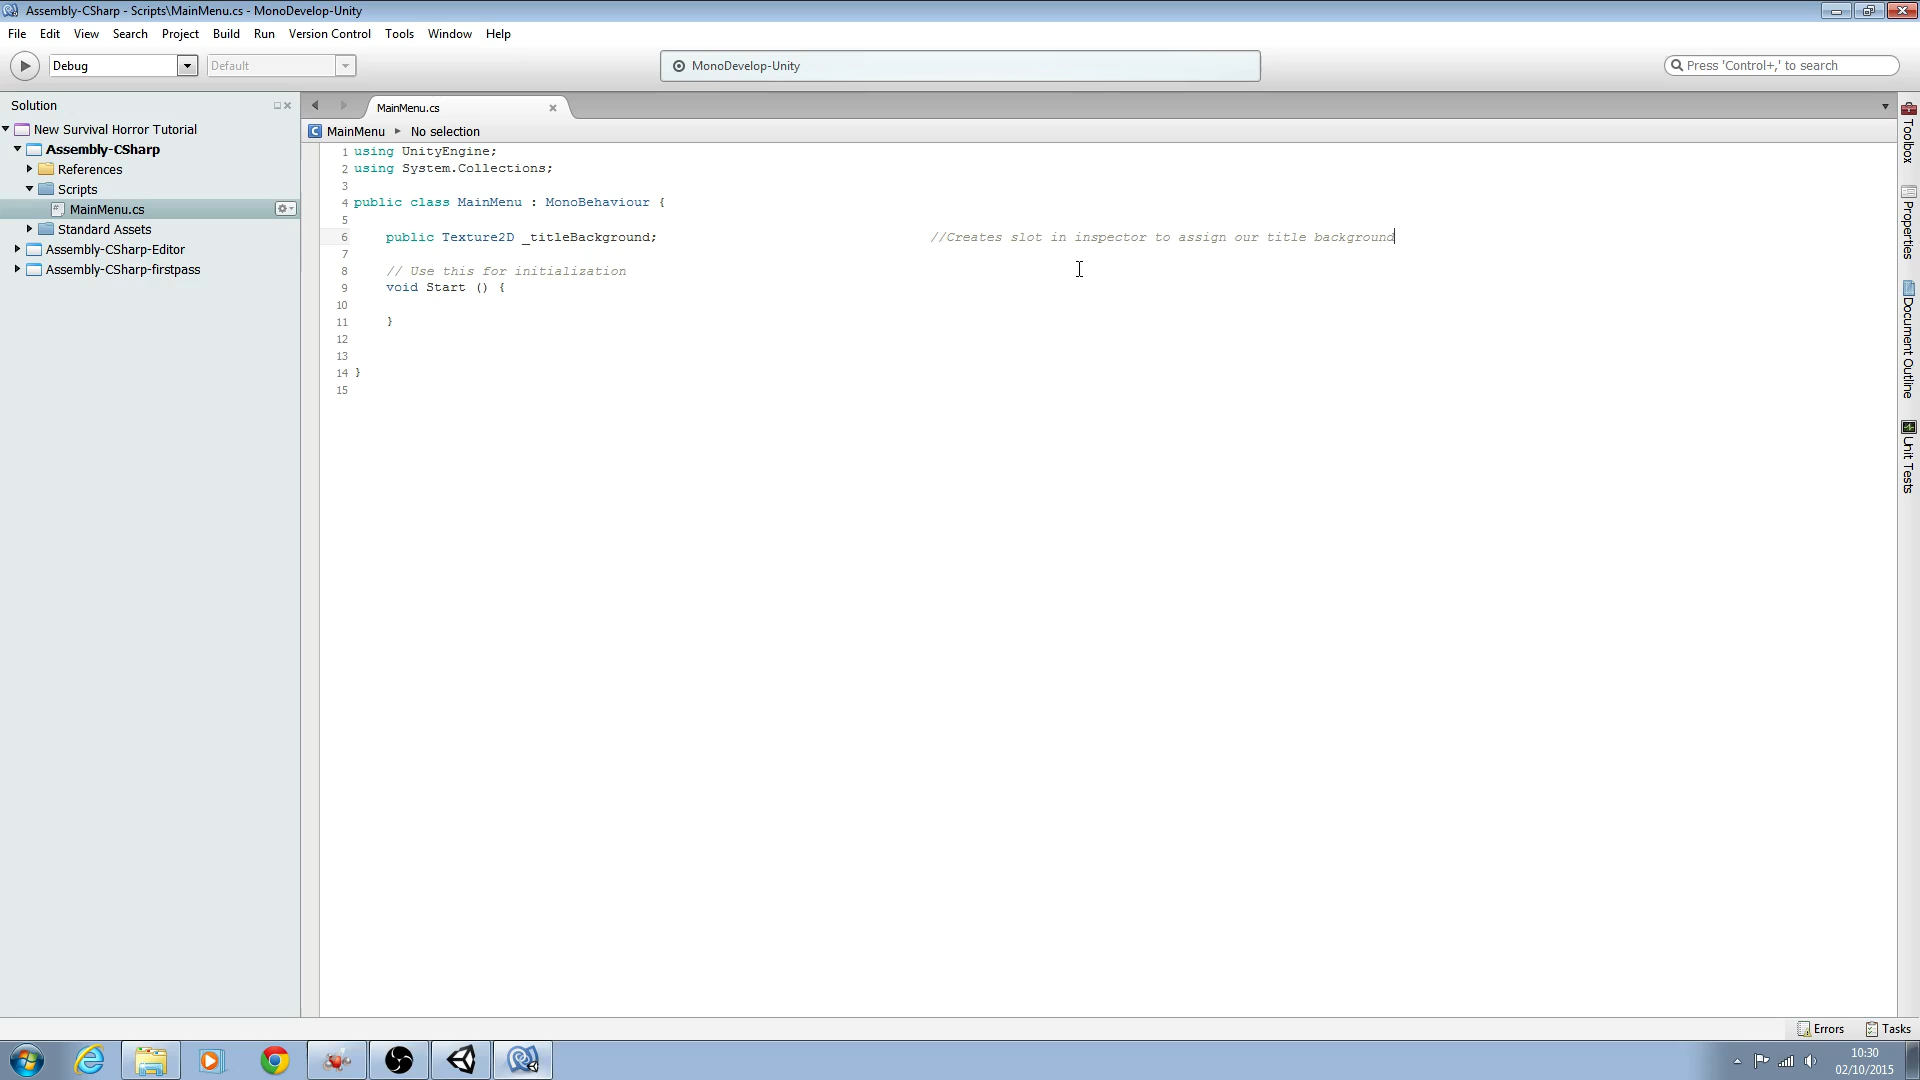 Assembly-CSharp - Scripts\MainMenu.cs - MonoDevelop-Unity
File Edit View Search Project Build Run Version Control Tools Window Help
Debug Default MonoDevelop-Unity Press 'Control+,' to search
Solution
New Survival Horror Tutorial
Assembly-CSharp
References
Scripts
MainMenu.cs
Standard Assets
Assembly-CSharp-Editor
Assembly-CSharp-firstpass
MainMenu.cs
MainMenu No selection
1 using UnityEngine;
2 using System.Collections;
3
4 public class MainMenu : MonoBehaviour {
5
6 public Texture2D _titleBackground; //Creates slot in inspector to assign our title background
7
8 // Use this for initialization
9 void Start () {
10
11 }
12
13
14 }
15
Toolbox
Properties
Document Outline
Unit Tests
Errors Tasks
10:30
02/10/2015